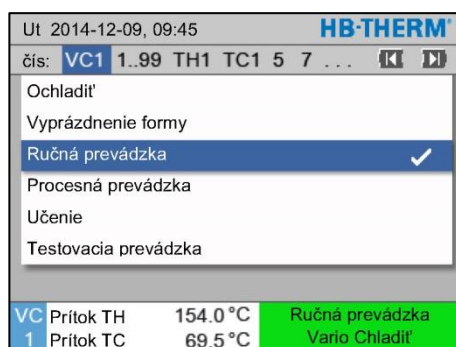 Ut 2014-12-09, 09:45 HB-THERM®
čís: VC1 1..99 TH1 TC1 5 7 ...
Ochladiť
Vyprázdnenie formy
Ručná prevádzka
Procesná prevádzka
Učenie
Testovacia prevádzka
VC Prítok TH 154.0 °C Ručná prevádzka
1 Prítok TC 69.5 °C Vario Chladiť